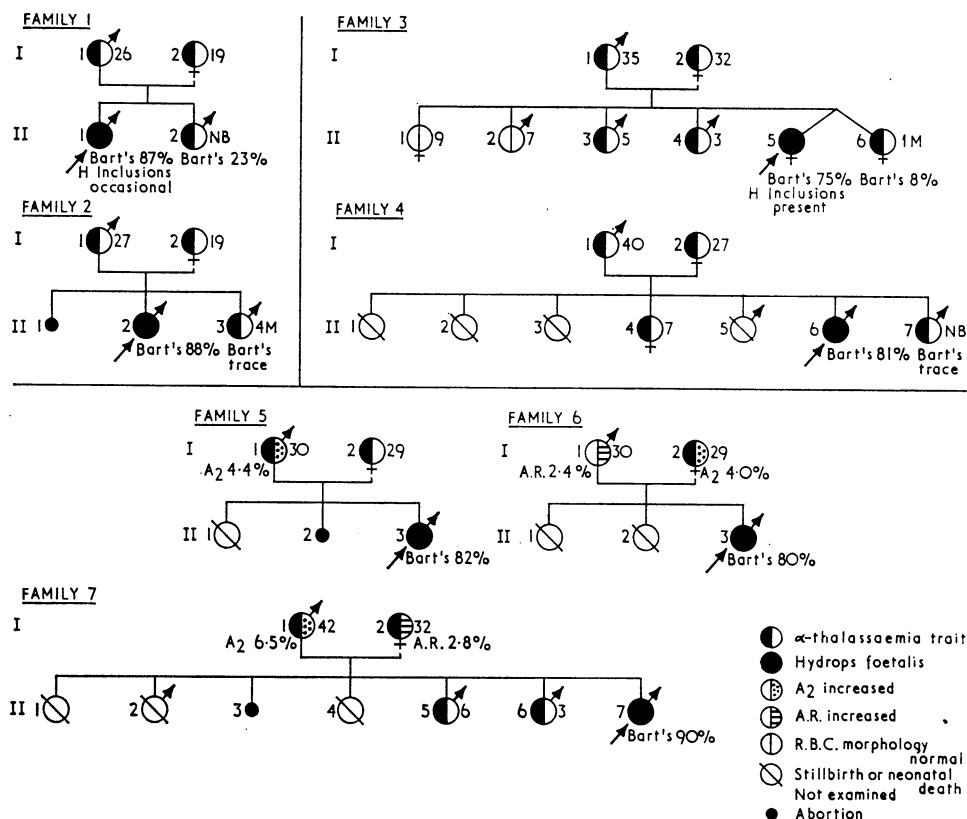 FAMILY 1
I 1 26 2 19
II 1 2 NB
Bart's 87% Bart's 23%
H Inclusions
occasional
FAMILY 2
I 1 27 2 19
II 1 2 3 4M
Bart's 88% Bart's
trace
FAMILY 3
I 1 35 2 32
II 1 9 2 7 3 5 4 3 5 6 1M
Bart's 75% Bart's 8%
H Inclusions
present
FAMILY 4
I 1 40 2 27
II 1 2 3 4 7 5 6 7 NB
Bart's 81% Bart's
trace
FAMILY 5
I 1 30 2 29
A2 4·4%
II 1 2 3
Bart's 82%
FAMILY 6
I 1 30 2 29
A.R. 2·4% A2 4·0%
II 1 2 3
Bart's 80%
FAMILY 7
I 1 42 2 32
A2 6·5% A.R. 2·8%
II 1 2 3 4 5 6 6 3 7
Bart's 90%
α-thalassaemia trait
Hydrops foetalis
A2 increased
A.R. increased
R.B.C. morphology
normal
Stillbirth or neonatal
death
Not examined
Abortion